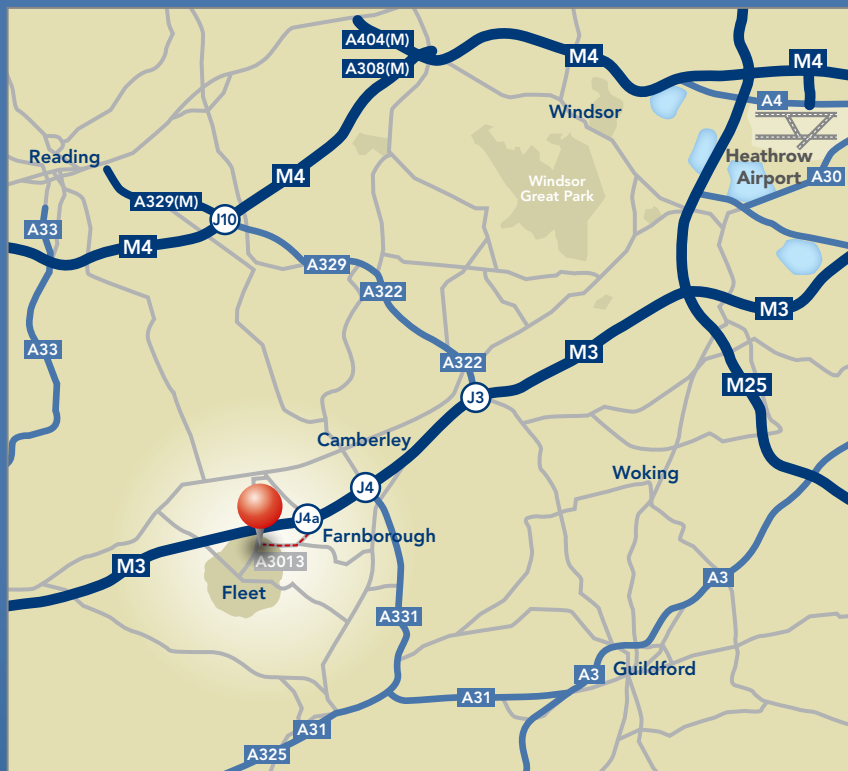 A404(M)
A308(M)
M4
M4
A4
Windsor
Reading
Heathrow
Airport
A30
M4
Windsor
Great Park
A329(M)
J10
A33
M4
A329
A322
M3
A33
M3
A322
M25
J3
Camberley
Woking
J4
J4a
Farnborough
A3013
M3
A3
Fleet
A331
Guildford
A3
A31
A31
A325